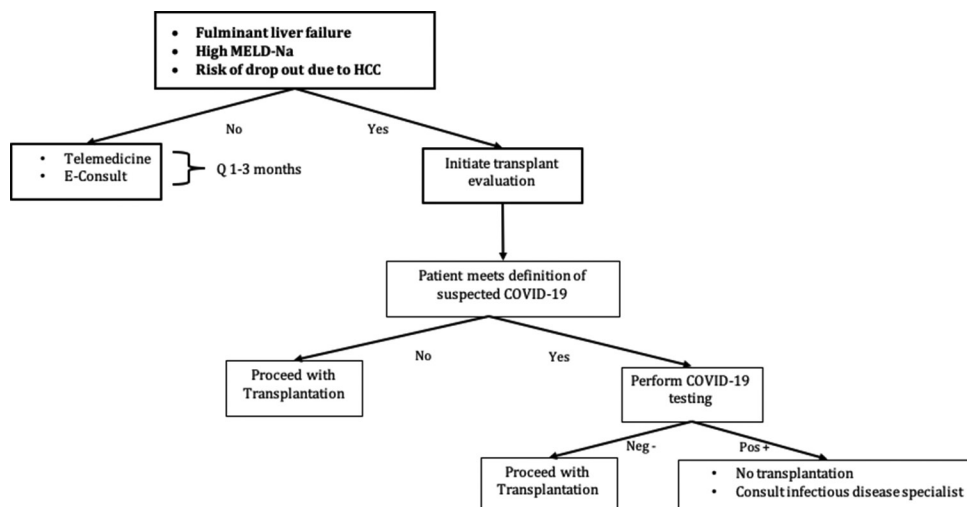 • Fulminant liver failure
• High MELD-Na
• Risk of drop out due to HCC
No
Yes
• Telemedicine
• E-Consult
Q 1-3 months
Initiate transplant
evaluation
Patient meets definition of
suspected COVID-19
No
Yes
Proceed with
Transplantation
Perform COVID-19
testing
Neg -
Pos +
Proceed with
Transplantation
• No transplantation
• Consult infectious disease specialist